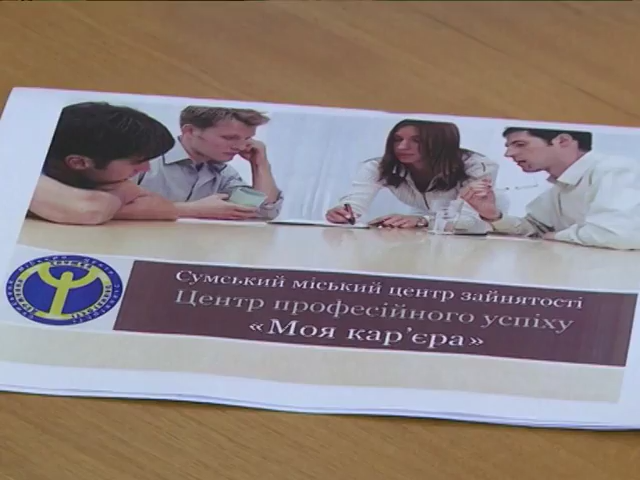 Сумський міський центр зайнятості
Центр професійного успіху
«Моя кар’єра»